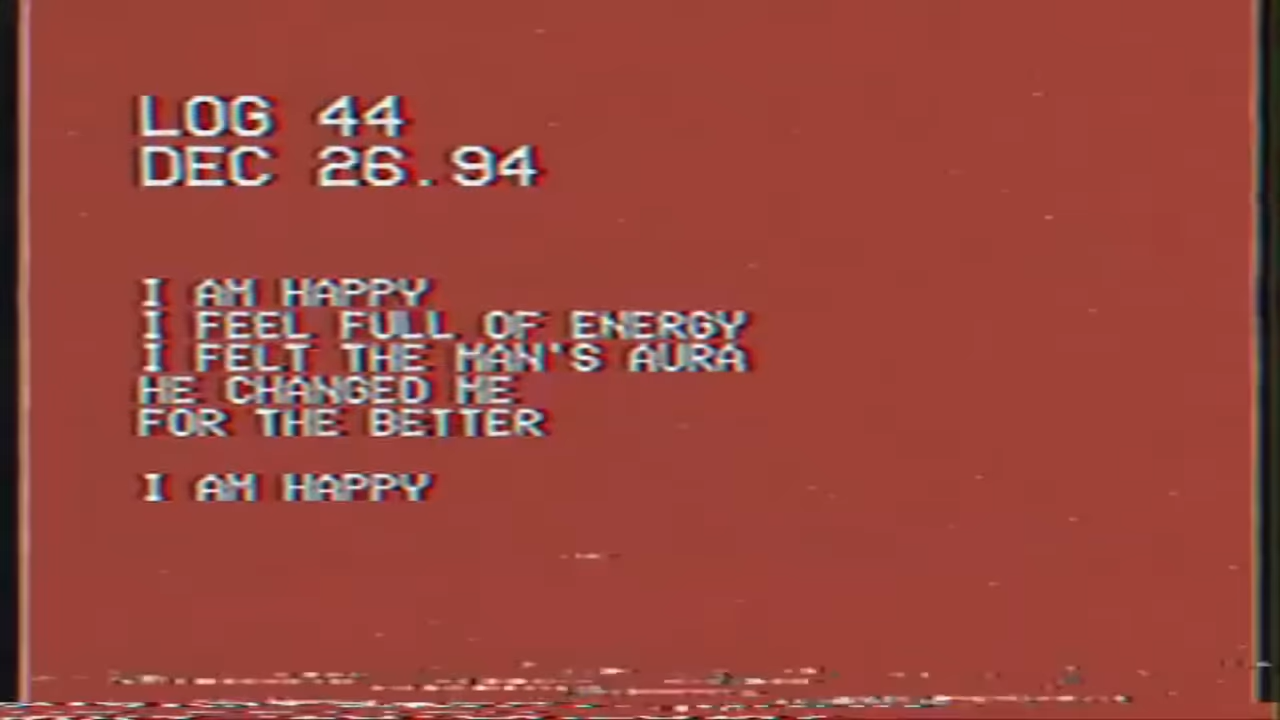 LOG 44
DEC 26.94
I AM HAPPY
I FEEL FULL OF ENERGY
I FELT THE MAN'S AURA
HE CHANGED ME
FOR THE BETTER
I AM HAPPY